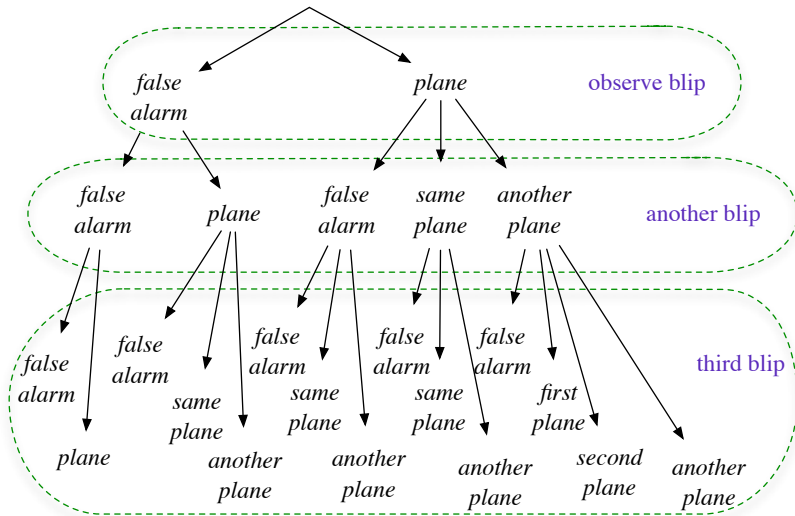 false
alarm
plane
observe blip
false
alarm
plane
false
alarm
same
plane
another
plane
another blip
false
alarm
plane
false
alarm
same
plane
another
plane
false
alarm
same
plane
another
plane
false
alarm
same
plane
another
plane
false
alarm
first
plane
second
plane
another
plane
third blip